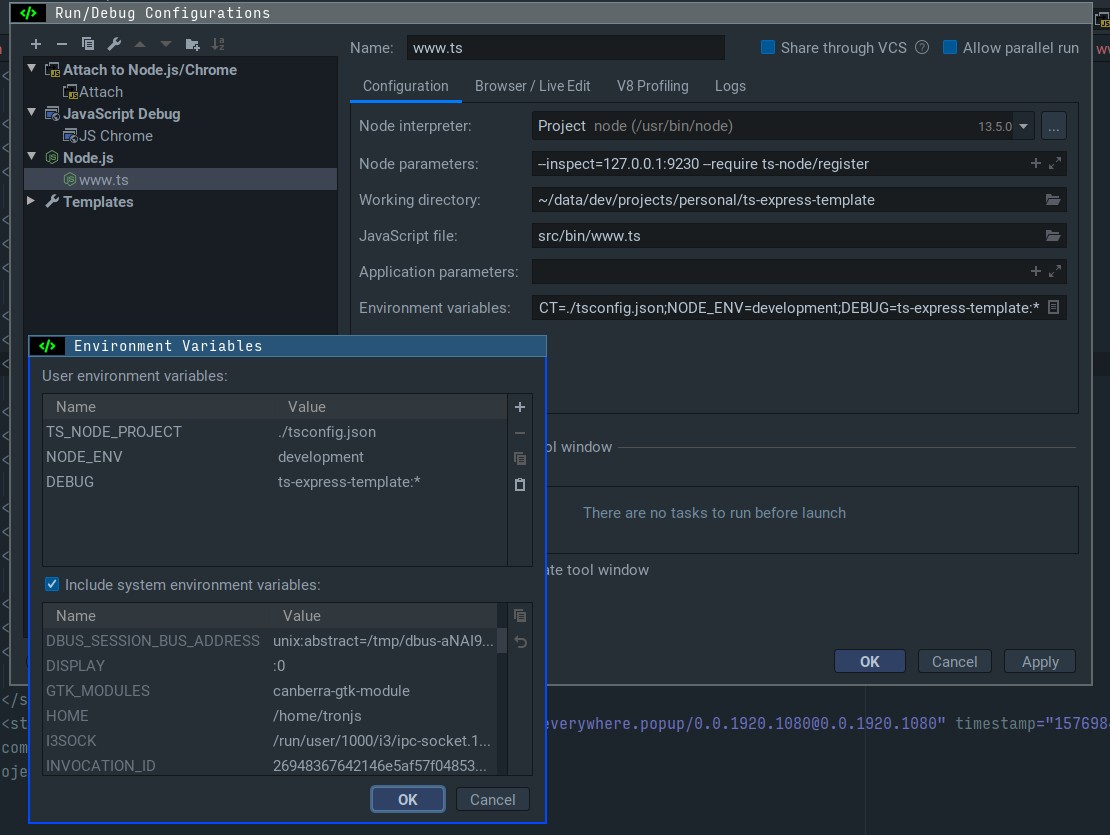 </> Run/Debug Configurations
Name: www.ts Share through VCS ? Allow parallel run
Attach to Node.js/Chrome
Attach
JavaScript Debug
JS Chrome
Node.js
www.ts
Templates
Configuration Browser / Live Edit V8 Profiling Logs
Node interpreter: Project node (/usr/bin/node) 13.5.0 ...
Node parameters: --inspect=127.0.0.1:9230 --require ts-node/register
Working directory: ~/data/dev/projects/personal/ts-express-template
JavaScript file: src/bin/www.ts
Application parameters:
Environment variables: CT=./tsconfig.json;NODE_ENV=development;DEBUG=ts-express-template:*
ol window
There are no tasks to run before launch
ate tool window
OK Cancel Apply
</> Environment Variables
User environment variables:
Name Value
TS_NODE_PROJECT ./tsconfig.json
NODE_ENV development
DEBUG ts-express-template:*
Include system environment variables:
Name Value
DBUS_SESSION_BUS_ADDRESS unix:abstract=/tmp/dbus-aNAI9...
DISPLAY :0
GTK_MODULES canberra-gtk-module
HOME /home/tronjs
I3SOCK /run/user/1000/i3/ipc-socket.1...
INVOCATION_ID 26948367642146e5af57f04853...
OK Cancel
</s
<st everywhere.popup/0.0.1920.1080@0.0.1920.1080" timestamp="1576984
com
oje